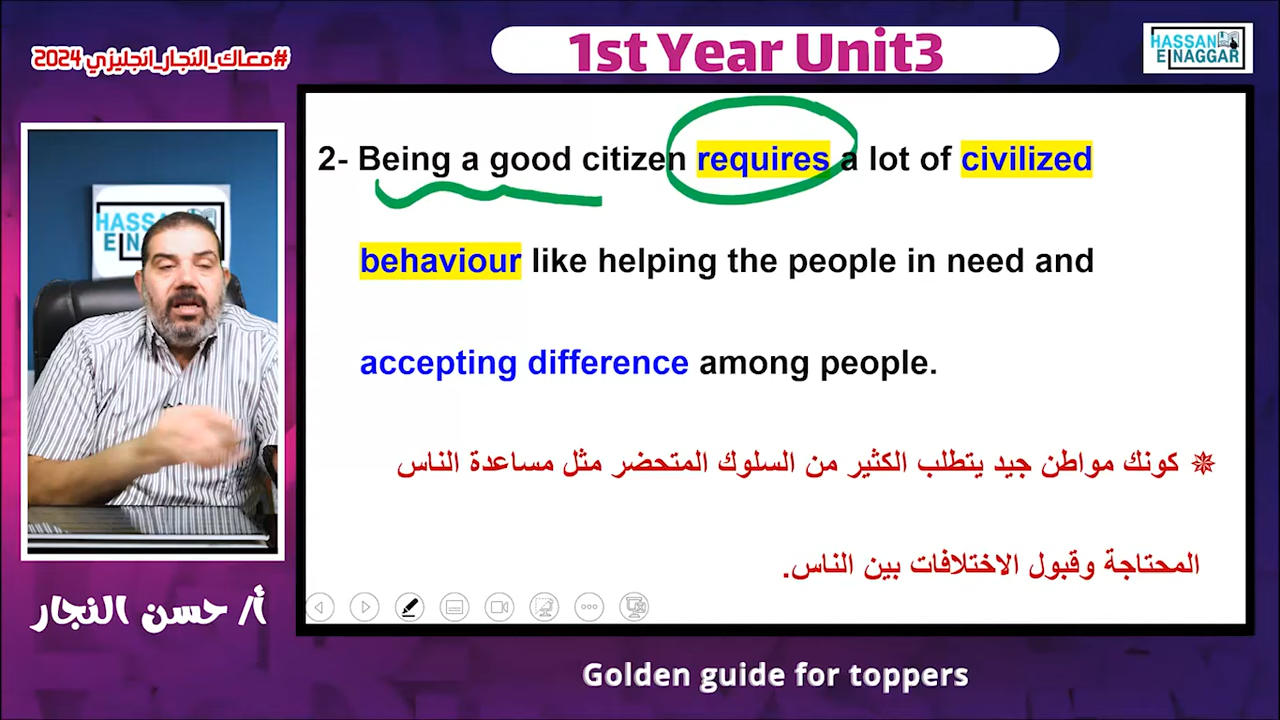 #معاك_النجار_انجليزي 2024
1st Year Unit3
HASSAN
ELNAGGAR
2- Being a good citizen requires a lot of civilized
behaviour like helping the people in need and
accepting difference among people.
كونك مواطن جيد يتطلب الكثير من السلوك المتحضر مثل مساعدة الناس
المحتاجة وقبول الاختلافات بين الناس.
HASSAN
أ/ حسن النجار
Golden guide for toppers